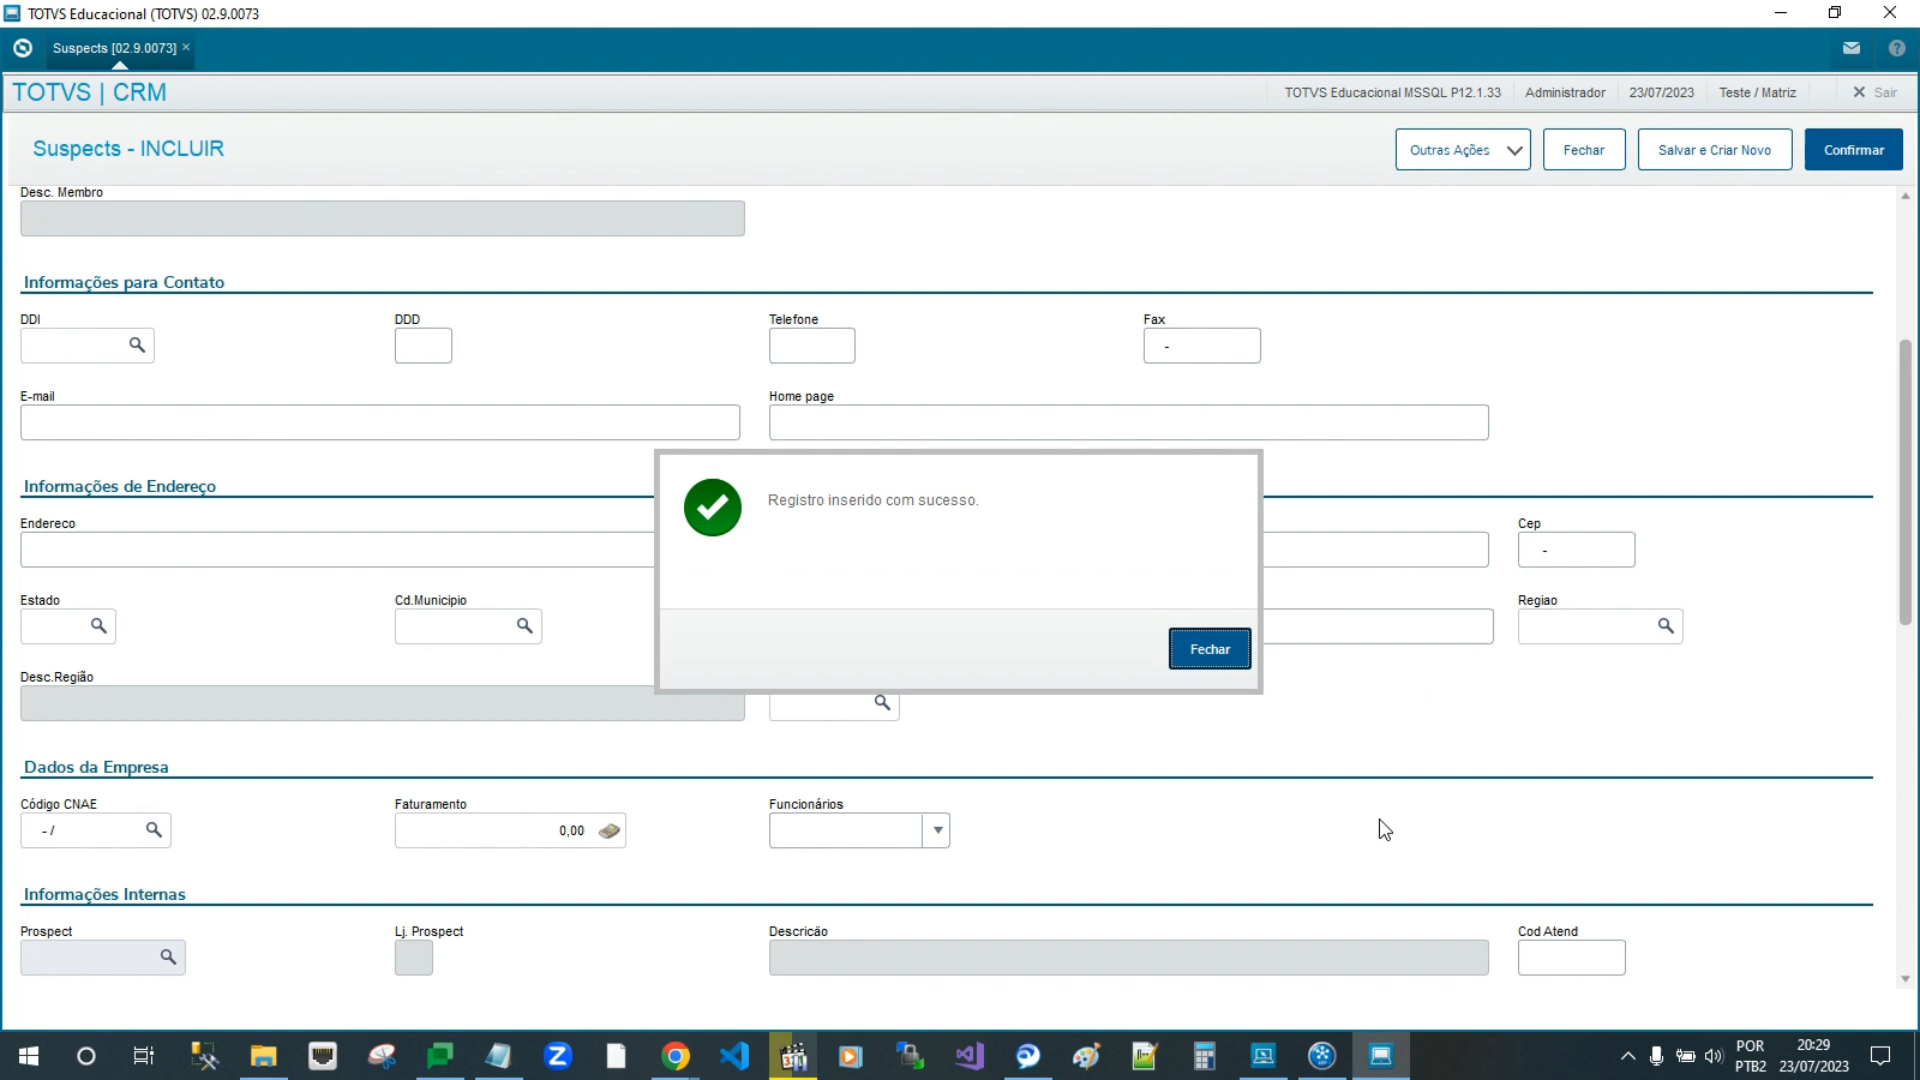 TOTVS Educacional (TOTVS) 02.9.0073
Suspects [02.9.0073]
TOTVS | CRM
TOTVS Educacional MSSQL P12.1.33
Administrador
23/07/2023
Teste / Matriz
Sair
Suspects - INCLUIR
Outras Ações
Fechar
Salvar e Criar Novo
Confirmar
Desc. Membro
Informações para Contato
DDI
DDD
Telefone
Fax
-
E-mail
Home page
Registro inserido com sucesso.
Fechar
Informações de Endereço
Endereco
Cep
-
Estado
Cd.Municipio
Regiao
Desc.Região
Dados da Empresa
Código CNAE
Faturamento
Funcionários
- /
0,00
Informações Internas
Prospect
Lj. Prospect
Descricão
Cod Atend
POR
PTB2
20:29
23/07/2023